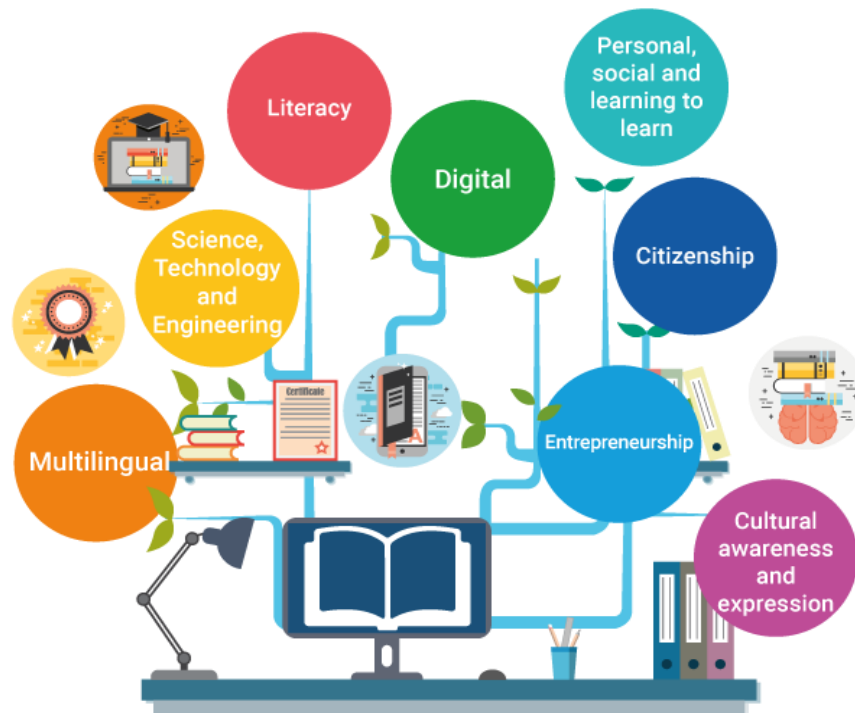 Personal,
social and
learning to
learn
Literacy
Digital
Science,
Technology
and
Engineering
Citizenship
Certificate
Entrepreneurship
Multilingual
A
Cultural
awareness
and
expression